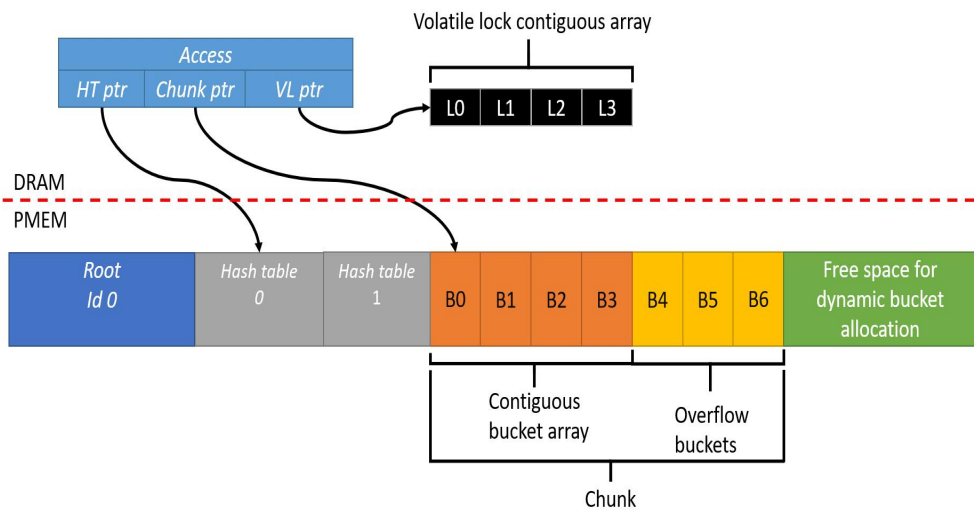 Volatile lock contiguous array
Access
HT ptr Chunk ptr VL ptr
L0 L1 L2 L3
DRAM
PMEM
Root
Id 0
Hash table
0
Hash table
1
B0 B1 B2 B3 B4 B5 B6
Free space for
dynamic bucket
allocation
Contiguous
bucket array
Overflow
buckets
Chunk